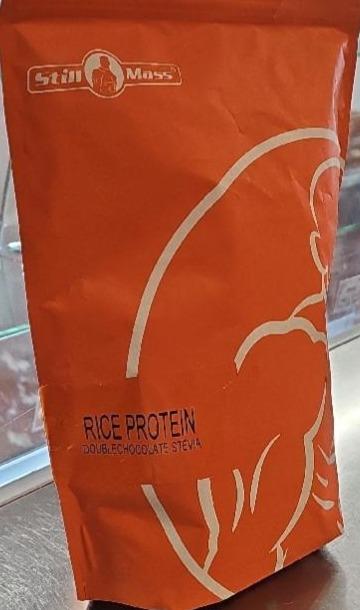 Still Mass
RICE PROTEIN
DOUBLECHOCOLATE STEVIA